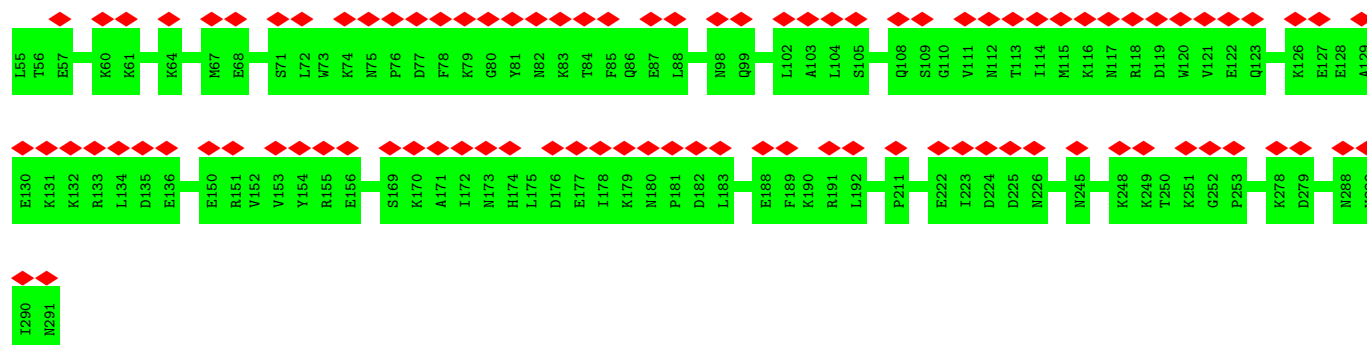 L55 T56 E57 K60 K61 K64 M67 E68 S71 L72 W73 K74 N75 P76 D77 F78 K79 G80 Y81 N82 K83 T84 F85 Q86 E87 L88 N98 Q99 L102 A103 L104 S105 Q108 S109 G110 V111 N112 T113 I114 M115 K116 N117 R118 D119 W120 V121 E122 Q123 K126 E127 E128 A129
E130 K131 K132 R133 L134 D135 E136 E150 R151 V152 V153 Y154 R155 E156 S169 K170 A171 I172 N173 H174 L175 D176 E177 I178 K179 N180 P181 D182 L183 E188 F189 K190 R191 L192 P211 E222 I223 D224 D225 N226 N245 K248 K249 T250 K251 G252 P253 K278 D279 N288
I290 N291